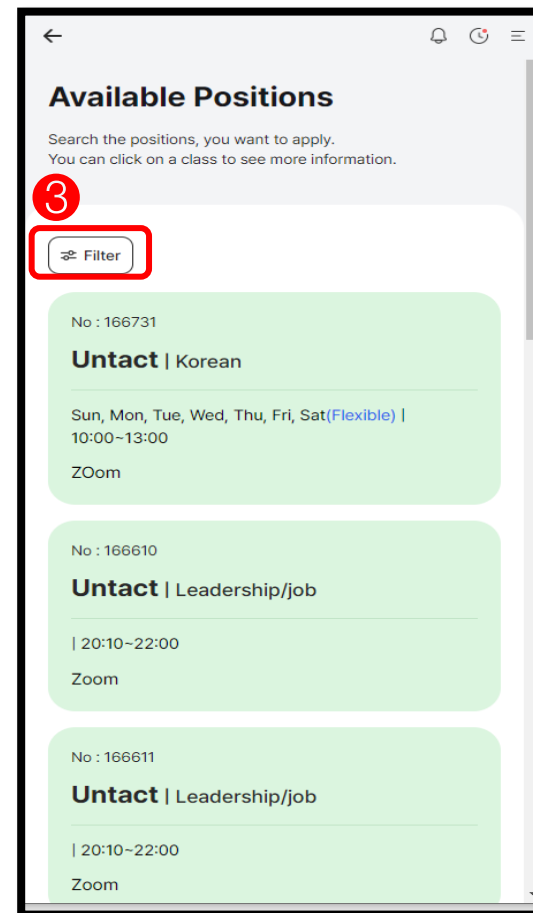 Available Positions
Search the positions, you want to apply.
You can click on a class to see more information.
3
Filter
No : 166731
Untact | Korean
Sun, Mon, Tue, Wed, Thu, Fri, Sat(Flexible) |
10:00~13:00
ZOom
No : 166610
Untact | Leadership/job
| 20:10~22:00
Zoom
No : 166611
Untact | Leadership/job
| 20:10~22:00
Zoom